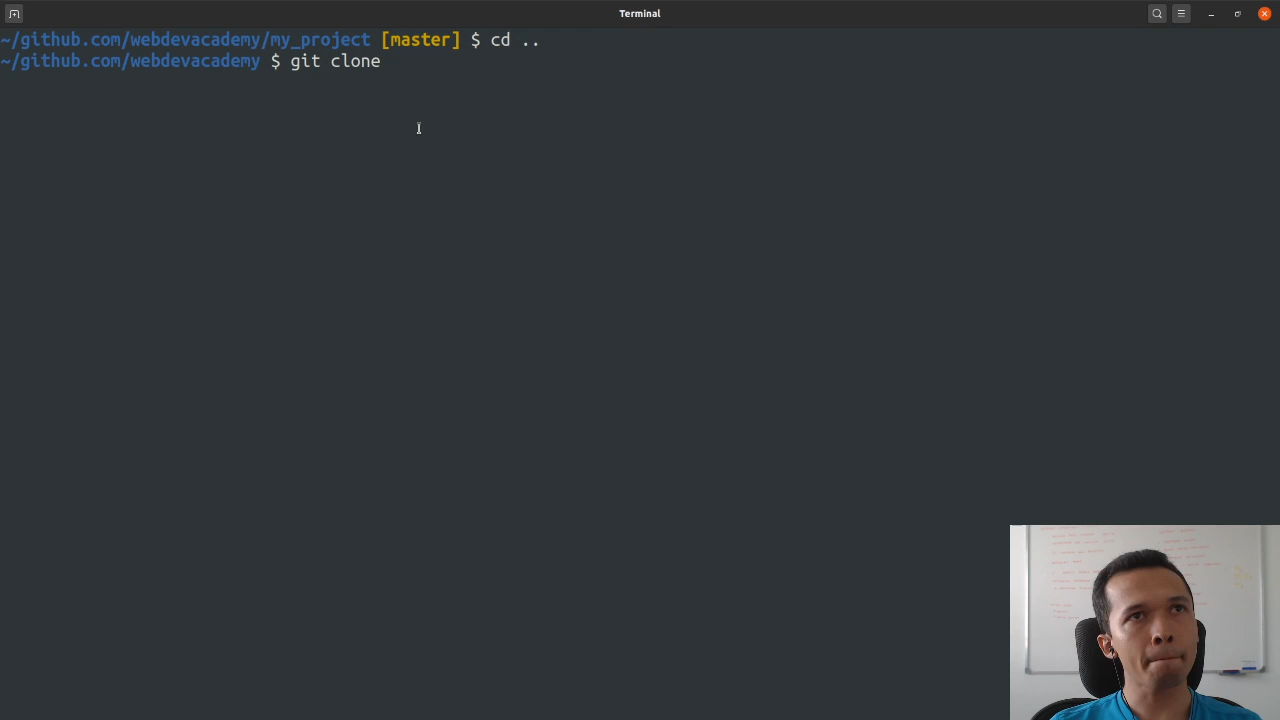 Terminal
~/github.com/webdevacademy/my_project [master] $ cd ..
~/github.com/webdevacademy $ git clone